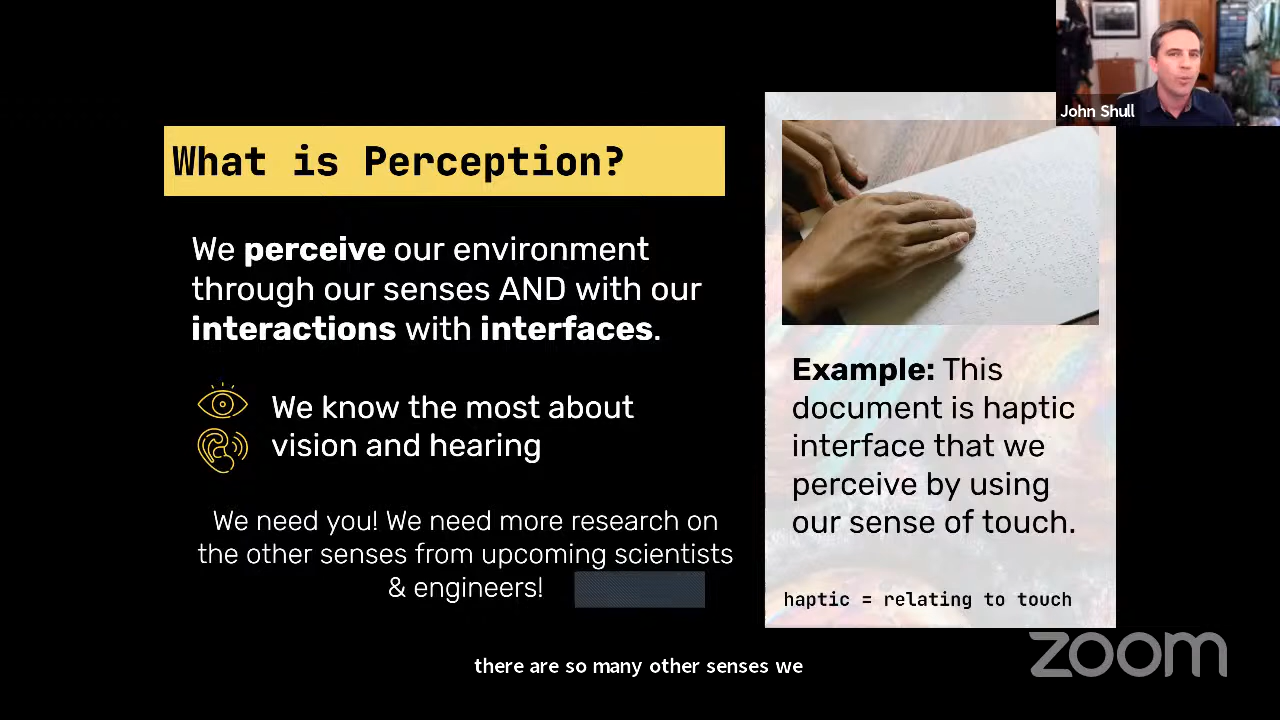 John Shull
What is Perception?
We perceive our environment
through our senses AND with our
interactions with interfaces.
We know the most about
vision and hearing
We need you! We need more research on
the other senses from upcoming scientists
& engineers!
Example: This
document is haptic
interface that we
perceive by using
our sense of touch.
haptic = relating to touch
there are so many other senses we
zoom